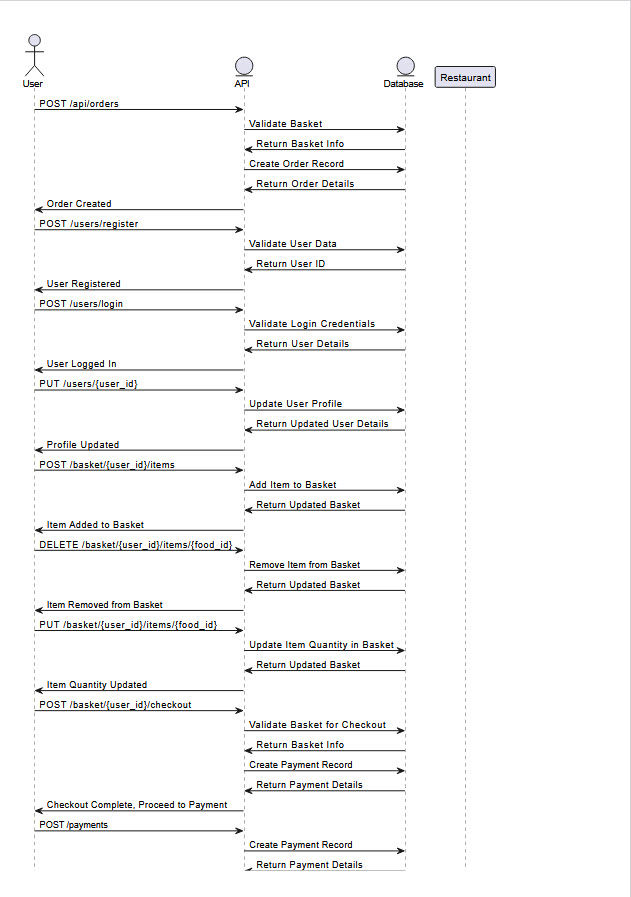 User
API
Database
Restaurant
POST /api/orders
Validate Basket
Return Basket Info
Create Order Record
Return Order Details
Order Created
POST /users/register
Validate User Data
Return User ID
User Registered
POST /users/login
Validate Login Credentials
Return User Details
User Logged In
PUT /users/{user_id}
Update User Profile
Return Updated User Details
Profile Updated
POST /basket/{user_id}/items
Add Item to Basket
Return Updated Basket
Item Added to Basket
DELETE /basket/{user_id}/items/{food_id}
Remove Item from Basket
Return Updated Basket
Item Removed from Basket
PUT /basket/{user_id}/items/{food_id}
Update Item Quantity in Basket
Return Updated Basket
Item Quantity Updated
POST /basket/{user_id}/checkout
Validate Basket for Checkout
Return Basket Info
Create Payment Record
Return Payment Details
Checkout Complete, Proceed to Payment
POST /payments
Create Payment Record
Return Payment Details